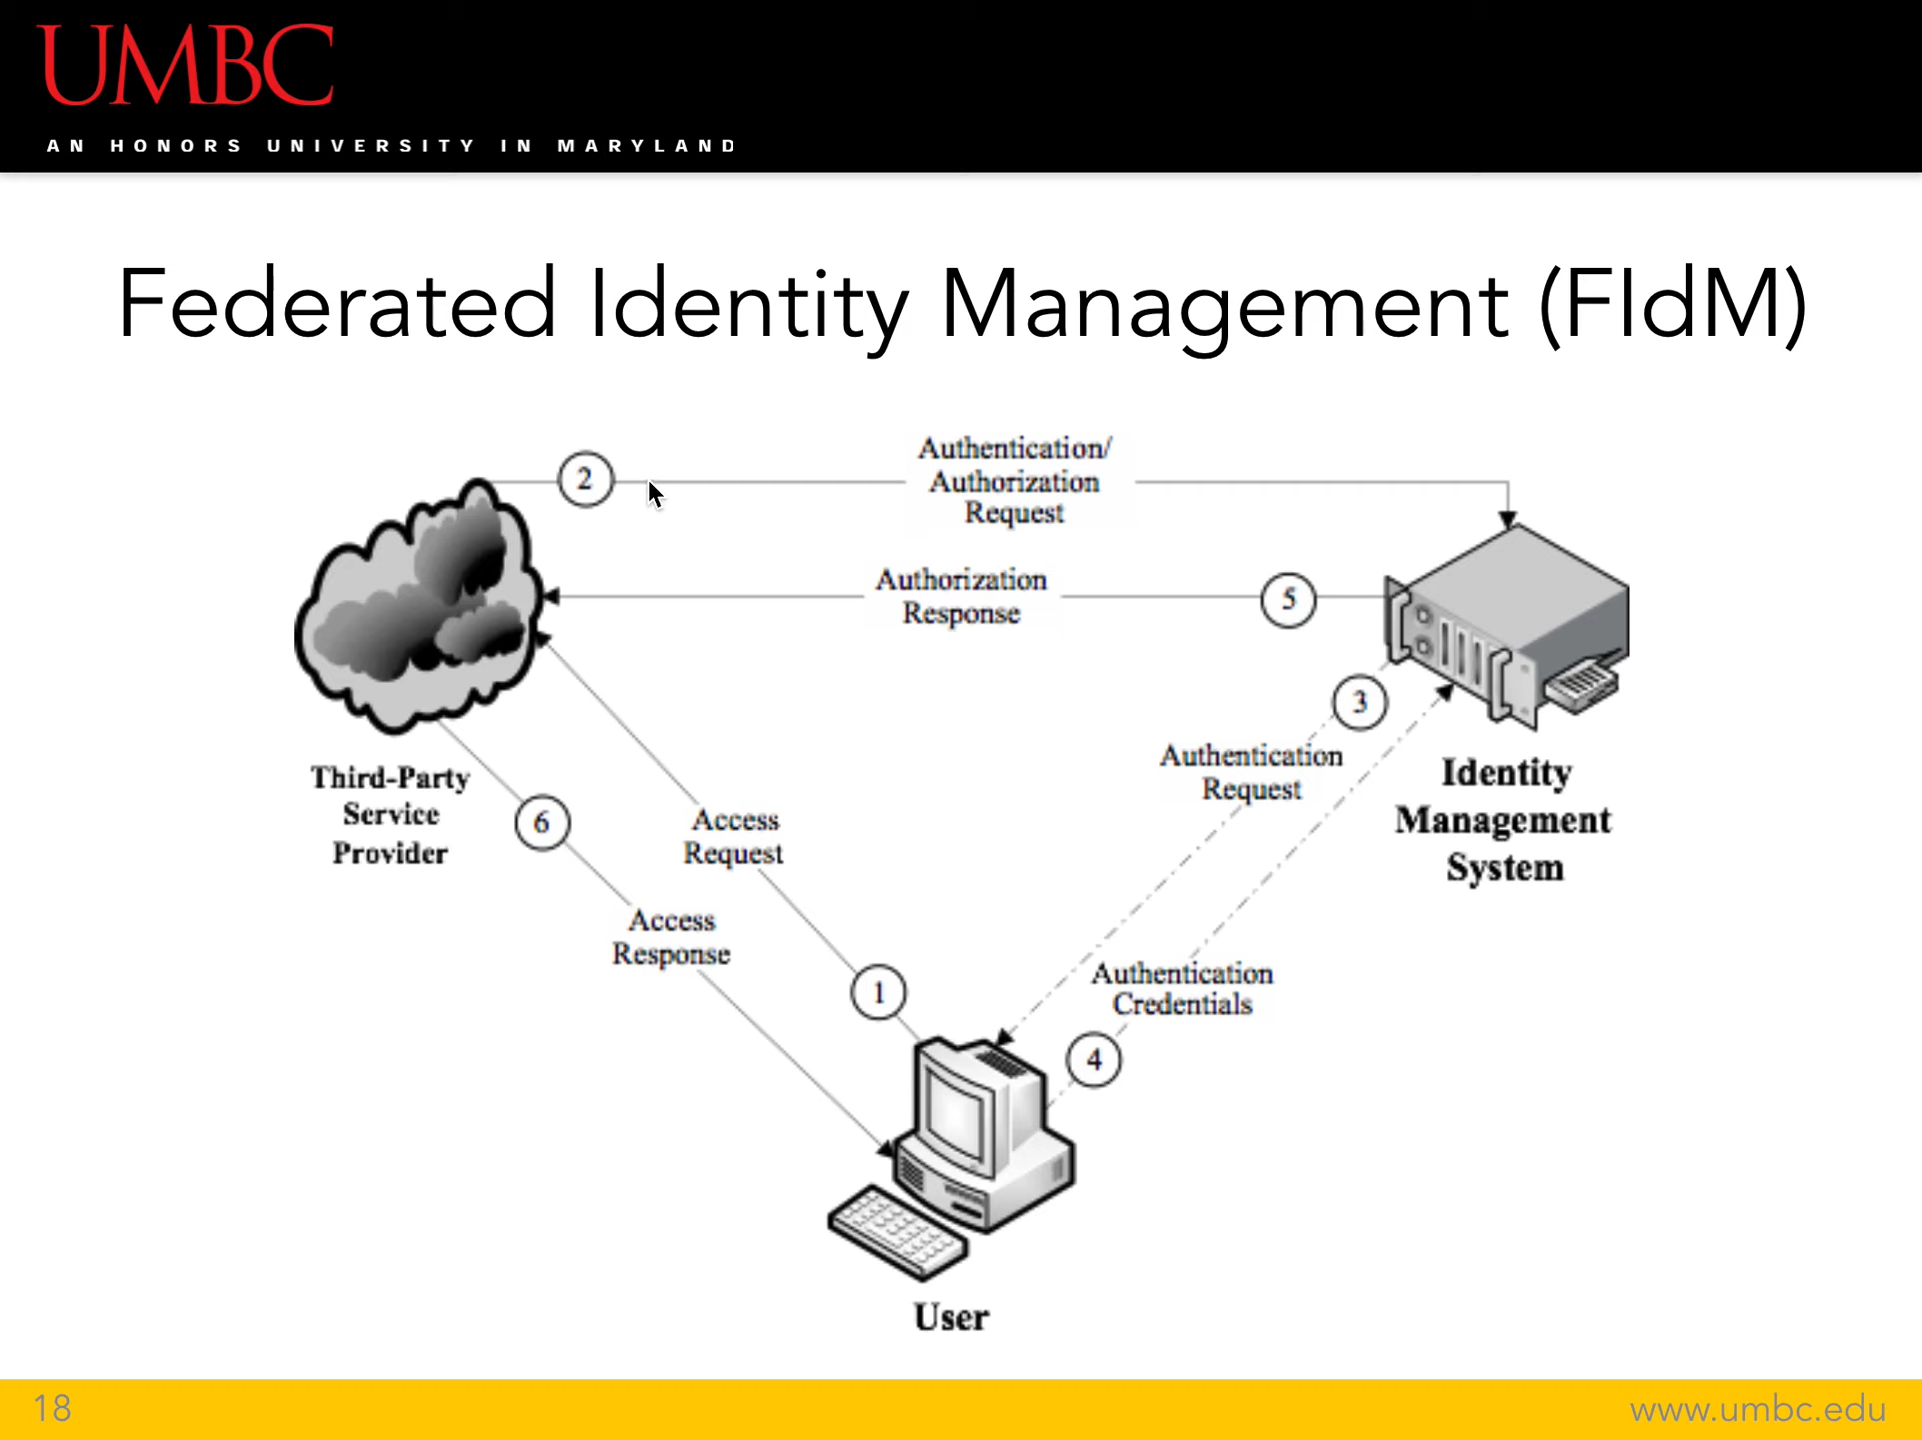 UMBC
AN HONORS UNIVERSITY IN MARYLAND
Federated Identity Management (FIdM)
2
Authentication/
Authorization
Request
Authorization
Response
5
3
Authentication
Request
Third-Party
Service
Provider
Identity
Management
System
6
Access
Request
Access
Response
1
Authentication
Credentials
4
User
18
www.umbc.edu